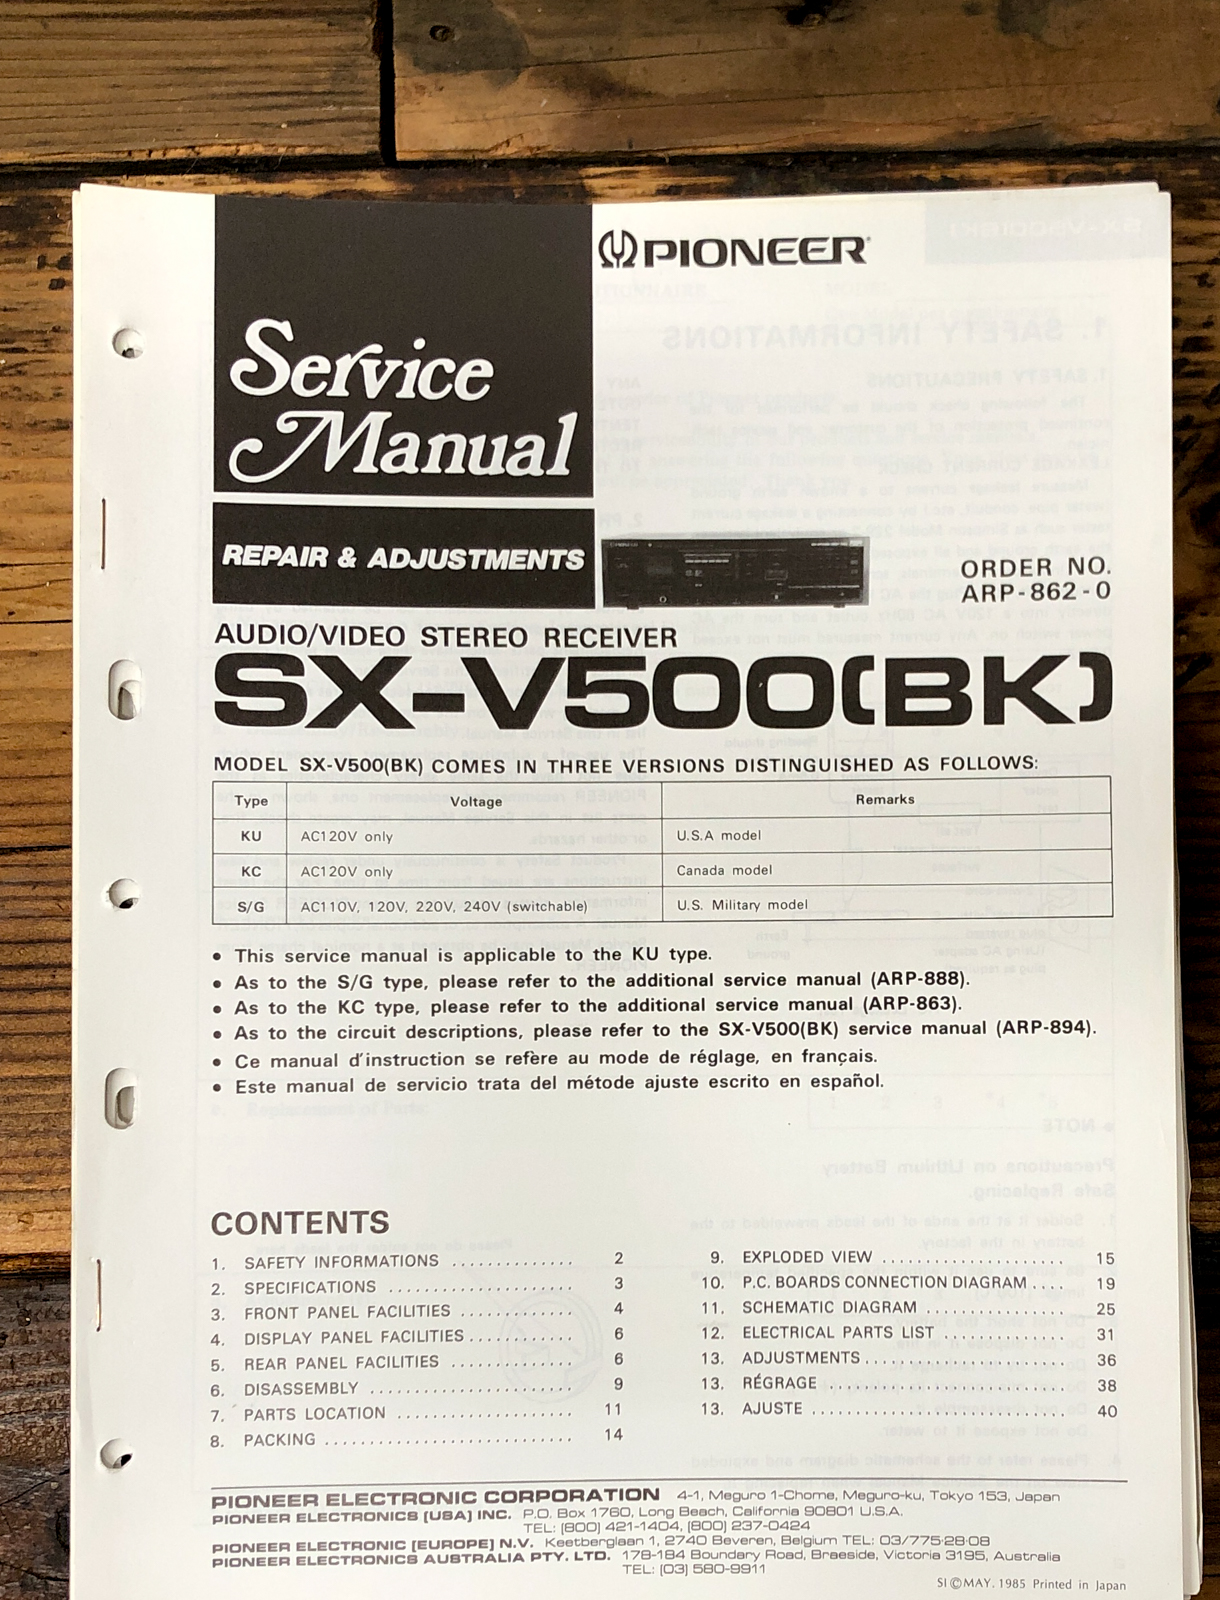 PIONEER
Service
Manual
REPAIR & ADJUSTMENTS
ORDER NO.
ARP-862-0
AUDIO/VIDEO STEREO RECEIVER
SX-V500(BK)
MODEL SX-V500(BK) COMES IN THREE VERSIONS DISTINGUISHED AS FOLLOWS:
Type Voltage Remarks
KU AC120V only U.S.A model
KC AC120V only Canada model
S/G AC110V, 120V, 220V, 240V (switchable) U.S. Military model
• This service manual is applicable to the KU type.
• As to the S/G type, please refer to the additional service manual (ARP-888).
• As to the KC type, please refer to the additional service manual (ARP-863).
• As to the circuit descriptions, please refer to the SX-V500(BK) service manual (ARP-894).
• Ce manual d'instruction se refère au mode de réglage, en français.
• Este manual de servicio trata del métode ajuste escrito en español.
CONTENTS
1. SAFETY INFORMATIONS .............. 2
2. SPECIFICATIONS ..................... 3
3. FRONT PANEL FACILITIES ............. 4
4. DISPLAY PANEL FACILITIES ............ 6
5. REAR PANEL FACILITIES .............. 6
6. DISASSEMBLY ....................... 9
7. PARTS LOCATION .................... 11
8. PACKING ........................... 14
9. EXPLODED VIEW ..................... 15
10. P.C. BOARDS CONNECTION DIAGRAM .... 19
11. SCHEMATIC DIAGRAM ................ 25
12. ELECTRICAL PARTS LIST .............. 31
13. ADJUSTMENTS ....................... 36
13. RÉGRAGE ........................... 38
13. AJUSTE ............................ 40
PIONEER ELECTRONIC CORPORATION 4-1, Meguro 1-Chome, Meguro-ku, Tokyo 153, Japan
PIONEER ELECTRONICS [USA] INC. P.O. Box 1760, Long Beach, California 90801 U.S.A.
TEL: [800] 421-1404, [800] 237-0424
PIONEER ELECTRONIC [EUROPE] N.V. Keetberglaan 1, 2740 Beveren, Belgium TEL: 03/775·28·08
PIONEER ELECTRONICS AUSTRALIA PTY. LTD. 178-184 Boundary Road, Braeside, Victoria 3195, Australia
TEL: [03] 580-9911
SI ©MAY. 1985 Printed in Japan